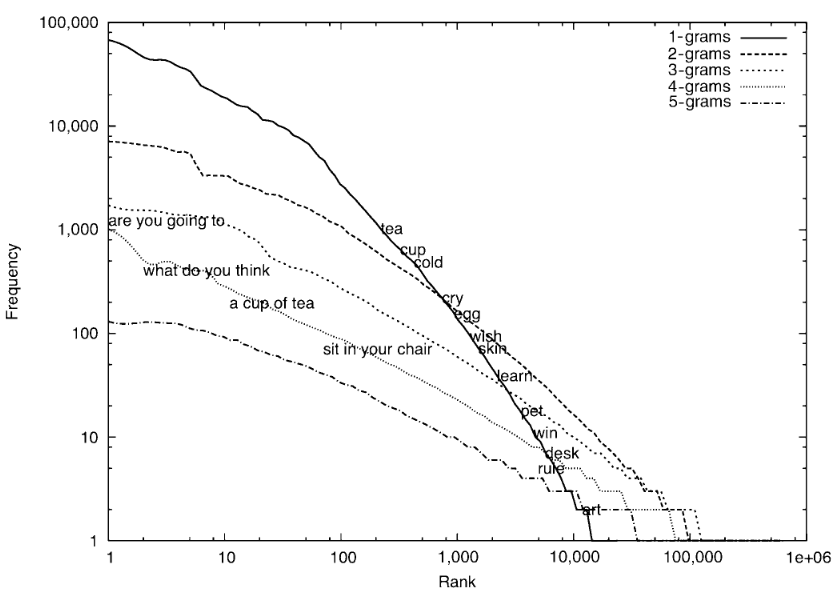 100,000
10,000
1,000
100
10
1
Frequency
1-grams
2-grams
3-grams
4-grams
5-grams
are you going to
what do you think
a cup of tea
sit in your chair
tea
cup
cold
cry
egg
wish
skin
learn
pet
win
desk
rule
art
1 10 100 1,000 10,000 100,000 1e+06
Rank